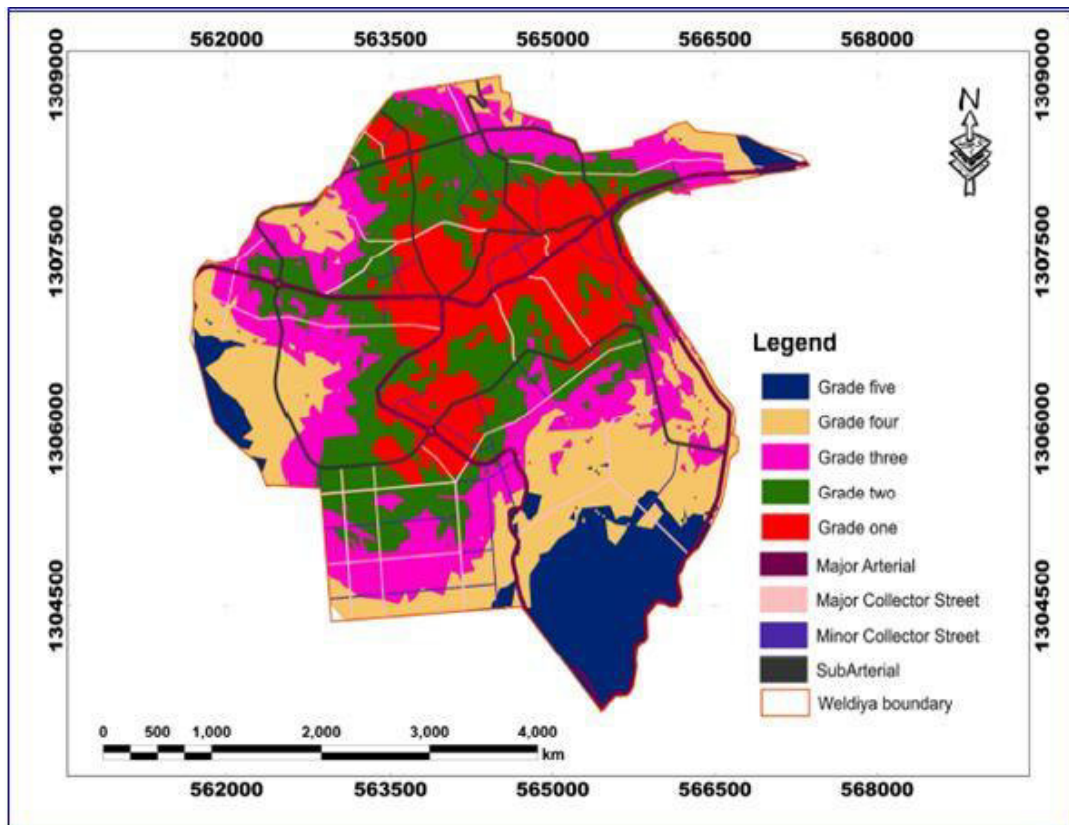 562000 563500 565000 566500 568000
1309000 1309000
1307500 1307500
1306000 1306000
1304500 1304500
N
Legend
Grade five
Grade four
Grade three
Grade two
Grade one
Major Arterial
Major Collector Street
Minor Collector Street
SubArterial
Weldiya boundary
0 500 1,000 2,000 3,000 4,000
km
562000 563500 565000 566500 568000